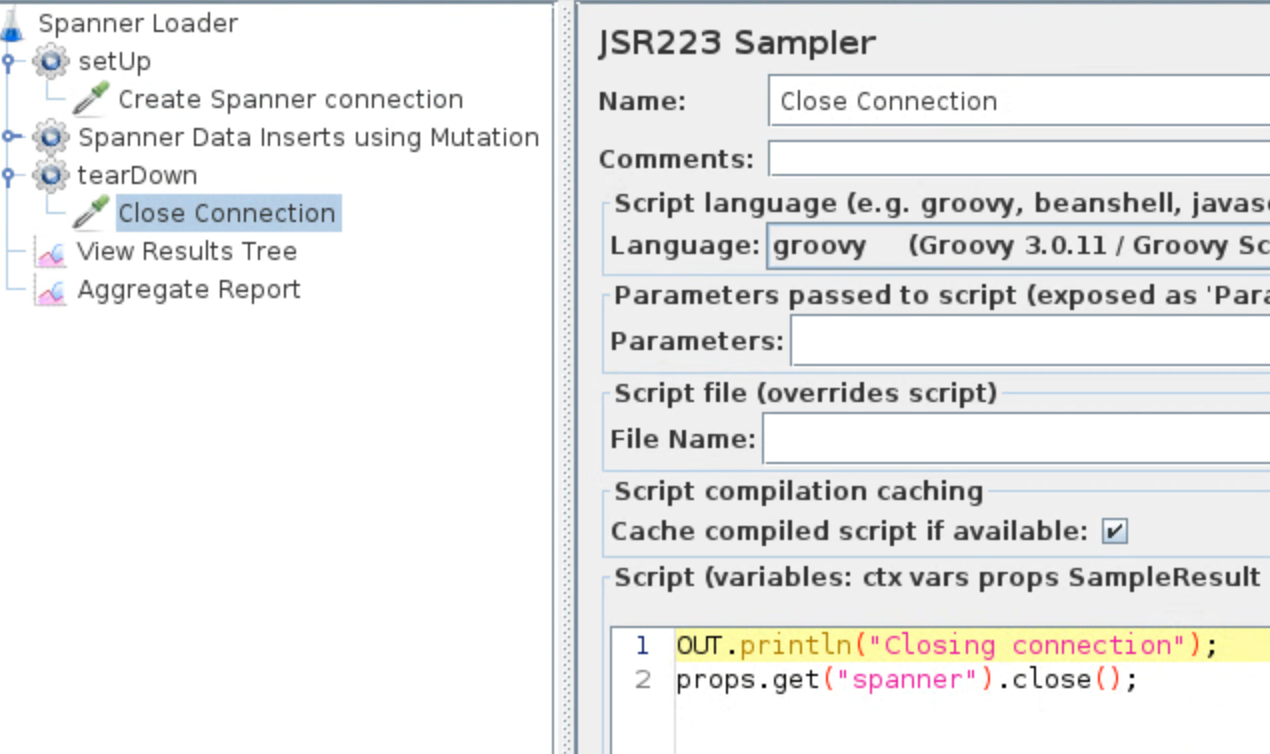 Spanner Loader
setUp
Create Spanner connection
Spanner Data Inserts using Mutation
tearDown
Close Connection
View Results Tree
Aggregate Report
JSR223 Sampler
Name: Close Connection
Comments:
Script language (e.g. groovy, beanshell, javas
Language: groovy (Groovy 3.0.11 / Groovy Sc
Parameters passed to script (exposed as 'Para
Parameters:
Script file (overrides script)
File Name:
Script compilation caching
Cache compiled script if available:
Script (variables: ctx vars props SampleResult
1 OUT.println("Closing connection");
2 props.get("spanner").close();